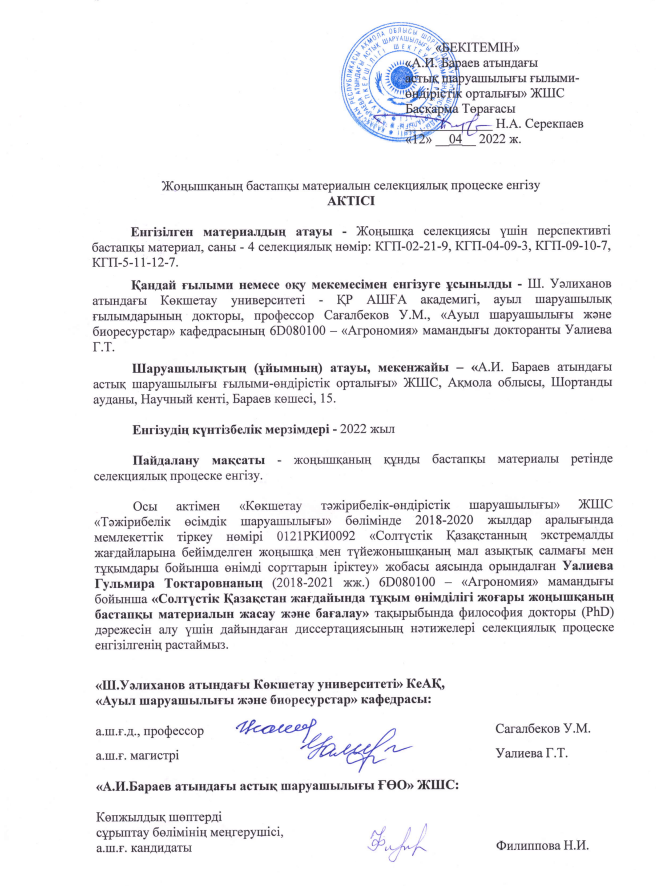 «БЕКІТЕМІН»
«А.И. Бараев атындағы
астық шаруашылығы ғылыми-
өндірістік орталығы» ЖШС
Басқарма Төрағасы
Н.А. Серекпаев
«12» 04 2022 ж.
Жоңышқаның бастапқы материалын селекциялық процеске енгізу
АКТІСІ
Енгізілген материалдың атауы - Жоңышқа селекциясы үшін перспективті
бастапқы материал, саны - 4 селекциялық нөмір: КГП-02-21-9, КГП-04-09-3, КГП-09-10-7,
КГП-5-11-12-7.
Қандай ғылыми немесе оқу мекемесімен енгізуге ұсынылды - Ш. Уәлиханов
атындағы Көкшетау университеті - ҚР АШҒА академигі, ауыл шаруашылық
ғылымдарының докторы, профессор Сағалбеков У.М., «Ауыл шаруашылығы және
биоресурстар» кафедрасының 6D080100 – «Агрономия» мамандығы докторанты Уалиева
Г.Т.
Шаруашылықтың (ұйымның) атауы, мекенжайы – «А.И. Бараев атындағы
астық шаруашылығы ғылыми-өндірістік орталығы» ЖШС, Ақмола облысы, Шортанды
ауданы, Научный кенті, Бараев көшесі, 15.
Енгізудің күнтізбелік мерзімдері - 2022 жыл
Пайдалану мақсаты - жоңышқаның құнды бастапқы материалы ретінде
селекциялық процеске енгізу.
Осы актімен «Көкшетау тәжірибелік-өндірістік шаруашылығы» ЖШС
«Тәжірибелік өсімдік шаруашылығы» бөлімінде 2018-2020 жылдар аралығында
мемлекеттік тіркеу нөмірі 0121РКИ0092 «Солтүстік Қазақстанның экстремалды
жағдайларына бейімделген жоңышқа мен түйежоңышқаның мал азықтық салмағы мен
тұқымдары бойынша өнімді сорттарын іріктеу» жобасы аясында орындалған Уалиева
Гульмира Токтаровнаның (2018-2021 жж.) 6D080100 – «Агрономия» мамандығы
бойынша «Солтүстік Қазақстан жағдайында тұқым өнімділігі жоғары жоңышқаның
бастапқы материалын жасау және бағалау» тақырыбында философия докторы (PhD)
дәрежесін алу үшін дайындаған диссертациясының нәтижелері селекциялық процеске
енгізілгенін растаймыз.
«Ш.Уәлиханов атындағы Көкшетау университеті» КеАҚ,
«Ауыл шаруашылығы және биоресурстар» кафедрасы:
а.ш.ғ.д., профессор Сағалбеков У.М.
а.ш.ғ. магистрі Уалиева Г.Т.
«А.И.Бараев атындағы астық шаруашылығы ҒӨО» ЖШС:
Көпжылдық шөптерді
сұрыптау бөлімінің меңгерушісі,
а.ш.ғ. кандидаты Филиппова Н.И.